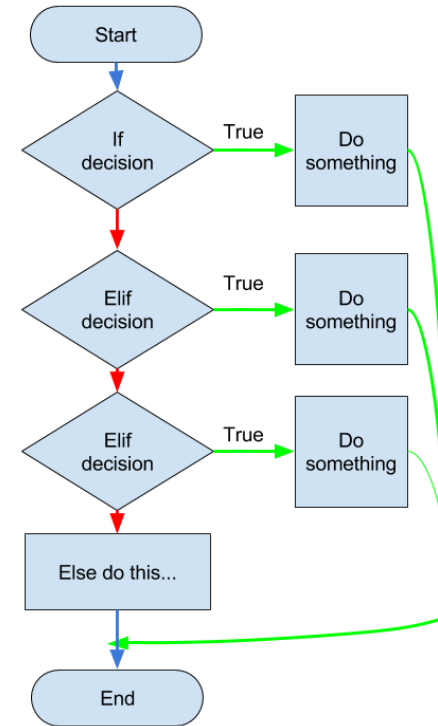 Start
If
decision
True
Do
something
Elif
decision
True
Do
something
Elif
decision
True
Do
something
Else do this...
End